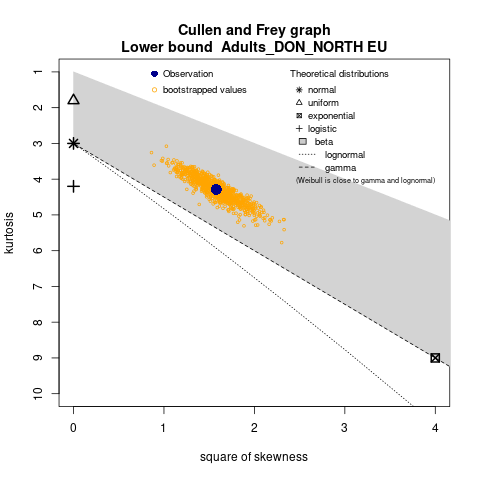 Cullen and Frey graph
Lower bound  Adults_DON_NORTH EU
Observation
bootstrapped values
Theoretical distributions
normal
uniform
exponential
logistic
beta
lognormal
gamma
(Weibull is close to gamma and lognormal)
kurtosis
1
2
3
4
5
6
7
8
9
10
0
1
2
3
4
square of skewness